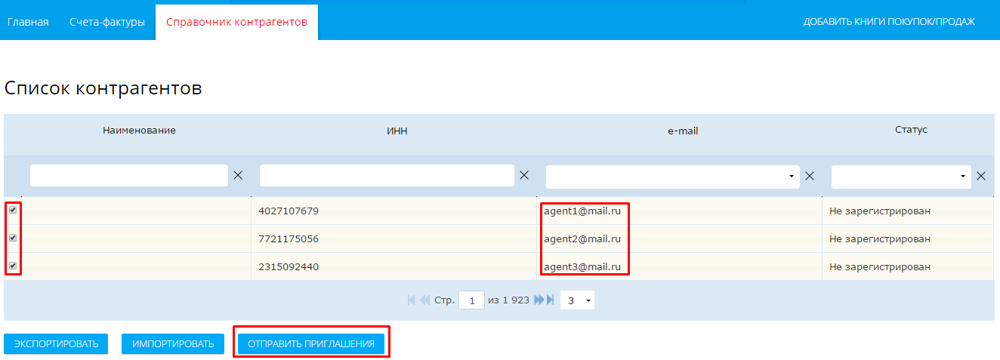 Главная Счета-фактуры Справочник контрагентов ДОБАВИТЬ КНИГИ ПОКУПОК/ПРОДАЖ
Список контрагентов
Наименование ИНН e-mail Статус
4027107679 agent1@mail.ru Не зарегистрирован
7721175056 agent2@mail.ru Не зарегистрирован
2315092440 agent3@mail.ru Не зарегистрирован
Стр. 1 из 1 923 3
ЭКСПОРТИРОВАТЬ ИМПОРТИРОВАТЬ ОТПРАВИТЬ ПРИГЛАШЕНИЯ